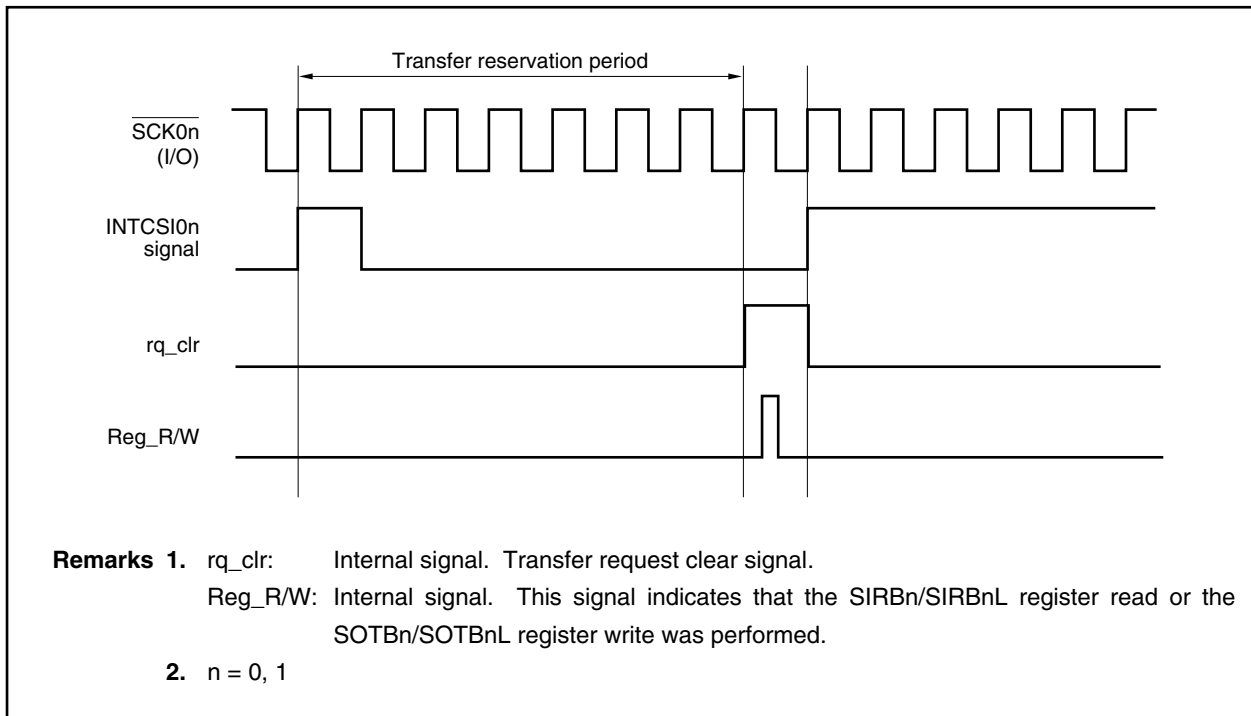 Transfer reservation period
SCK0n
(I/O)
INTCSI0n
signal
rq_clr
Reg_R/W
Remarks 1. rq_clr: Internal signal. Transfer request clear signal.
Reg_R/W: Internal signal. This signal indicates that the SIRBn/SIRBnL register read or the
SOTBn/SOTBnL register write was performed.
2. n = 0, 1